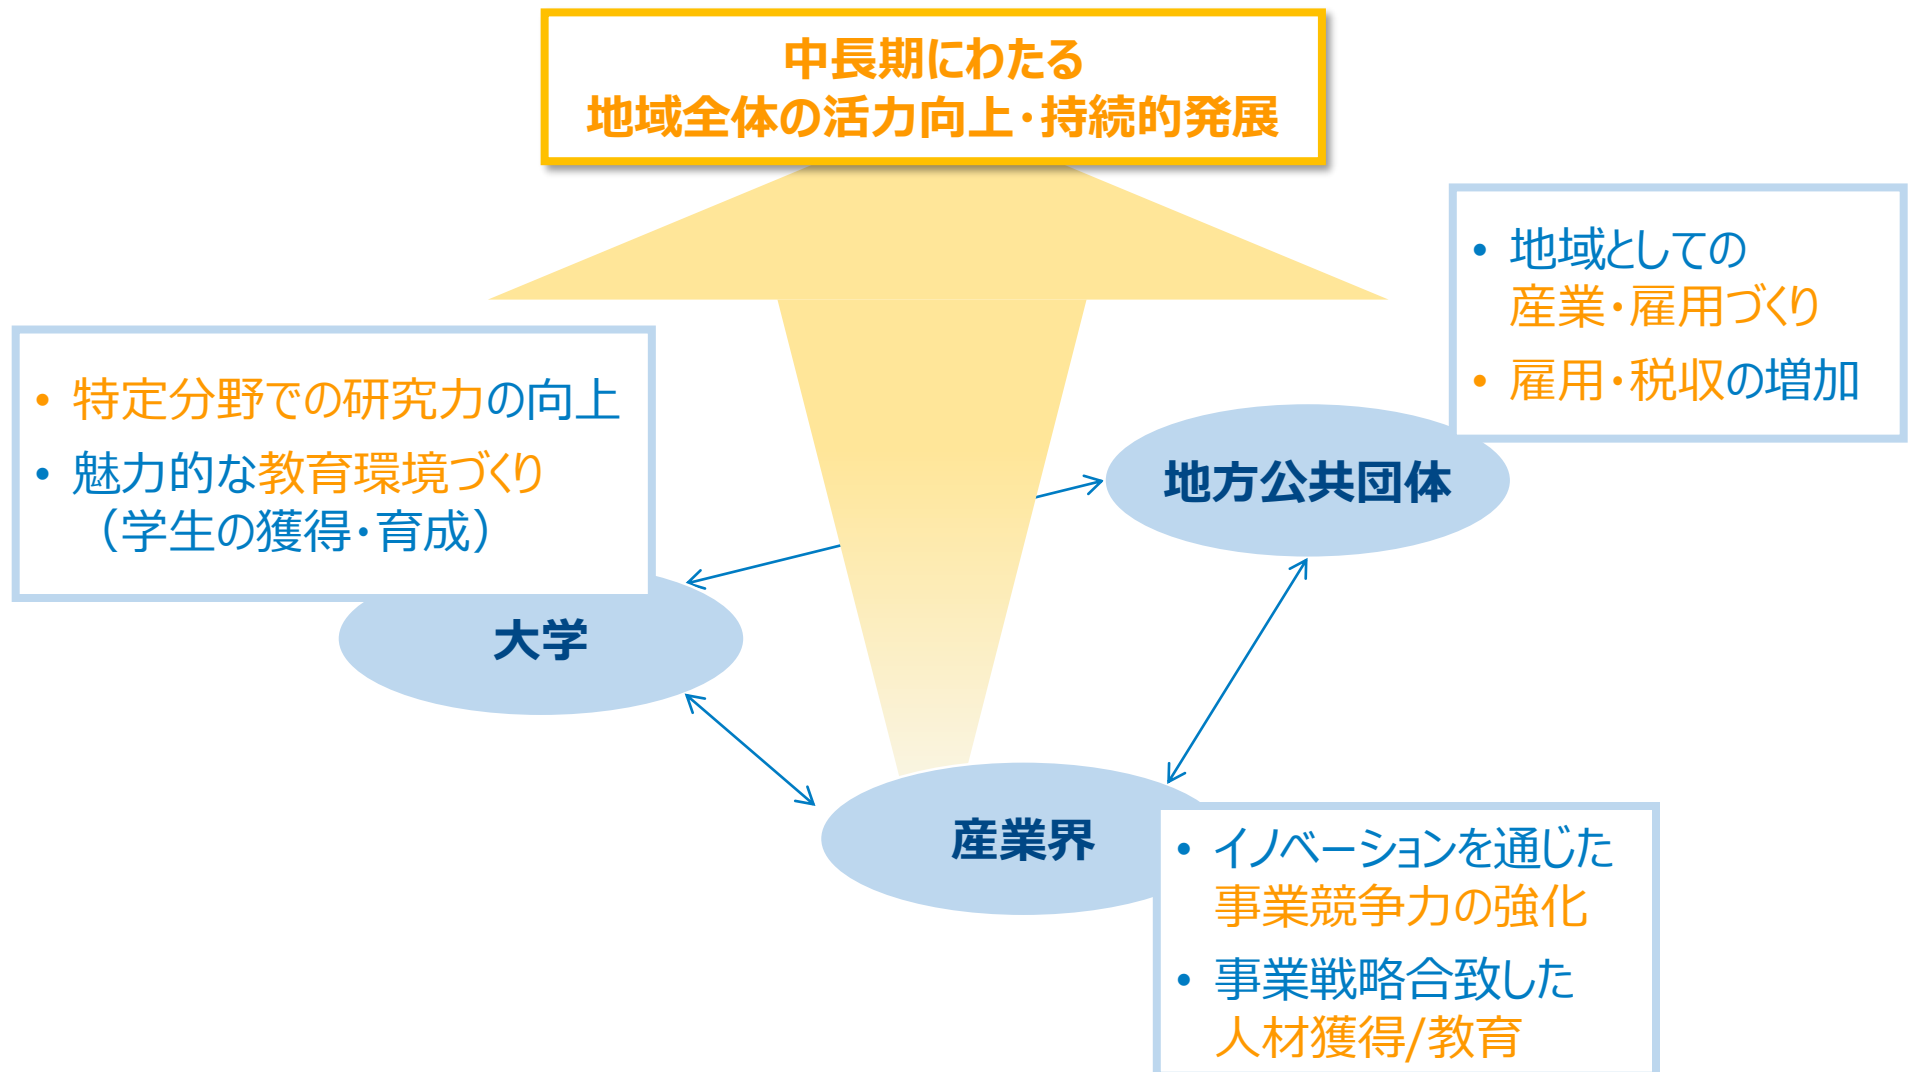 中長期にわたる
地域全体の活力向上・持続的発展
• 地域としての
産業・雇用づくり
• 雇用・税収の増加
• 特定分野での研究力の向上
• 魅力的な教育環境づくり
（学生の獲得・育成）
地方公共団体
大学
産業界
• イノベーションを通じた
事業競争力の強化
• 事業戦略合致した
人材獲得/教育